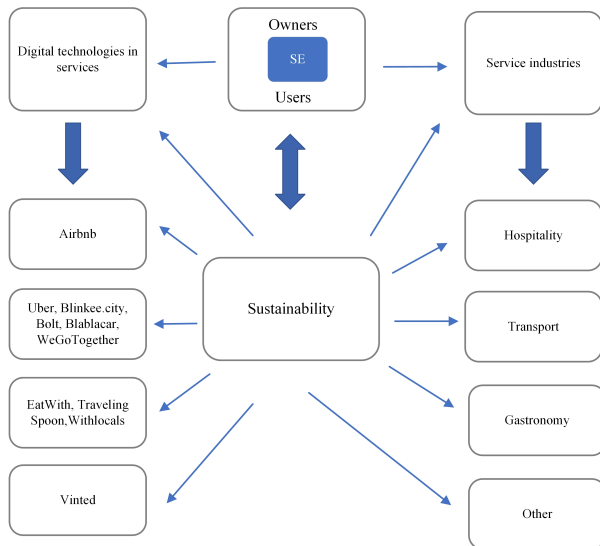 Owners
Digital technologies in
services
SE
Service industries
Users
Airbnb
Hospitality
Uber, Blinkee.city,
Bolt, Blablacar,
WeGoTogether
Sustainability
Transport
EatWith, Traveling
Spoon,Withlocals
Gastronomy
Vinted
Other